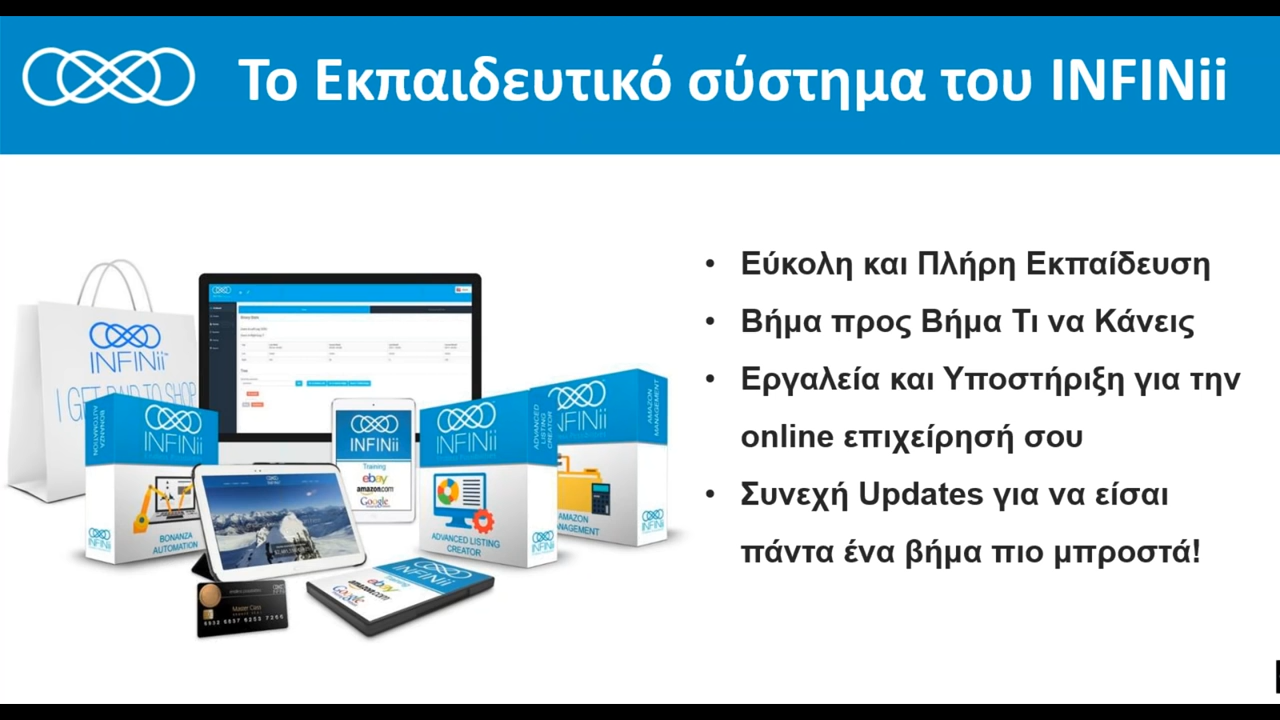 Το Εκπαιδευτικό σύστημα του INFINii
• Εύκολη και Πλήρη Εκπαίδευση
• Βήμα προς Βήμα Τι να Κάνεις
• Εργαλεία και Υποστήριξη για την
online επιχείρησή σου
• Συνεχή Updates για να είσαι
πάντα ένα βήμα πιο μπροστά!
INFINii
I GET PAID TO SHOP
BONANZA
AUTOMATION
INFINii
BONANZA
AUTOMATION
INFINii
INFINii
Training
ebay
amazon.com
Google
INFINii
ADVANCED LISTING
CREATOR
ADVANCED
LISTING
CREATOR
INFINii
INFINii
AMAZON
MANAGEMENT
AMAZON
MANAGEMENT
INFINii
INFINii
ebay
amazon.com
Google